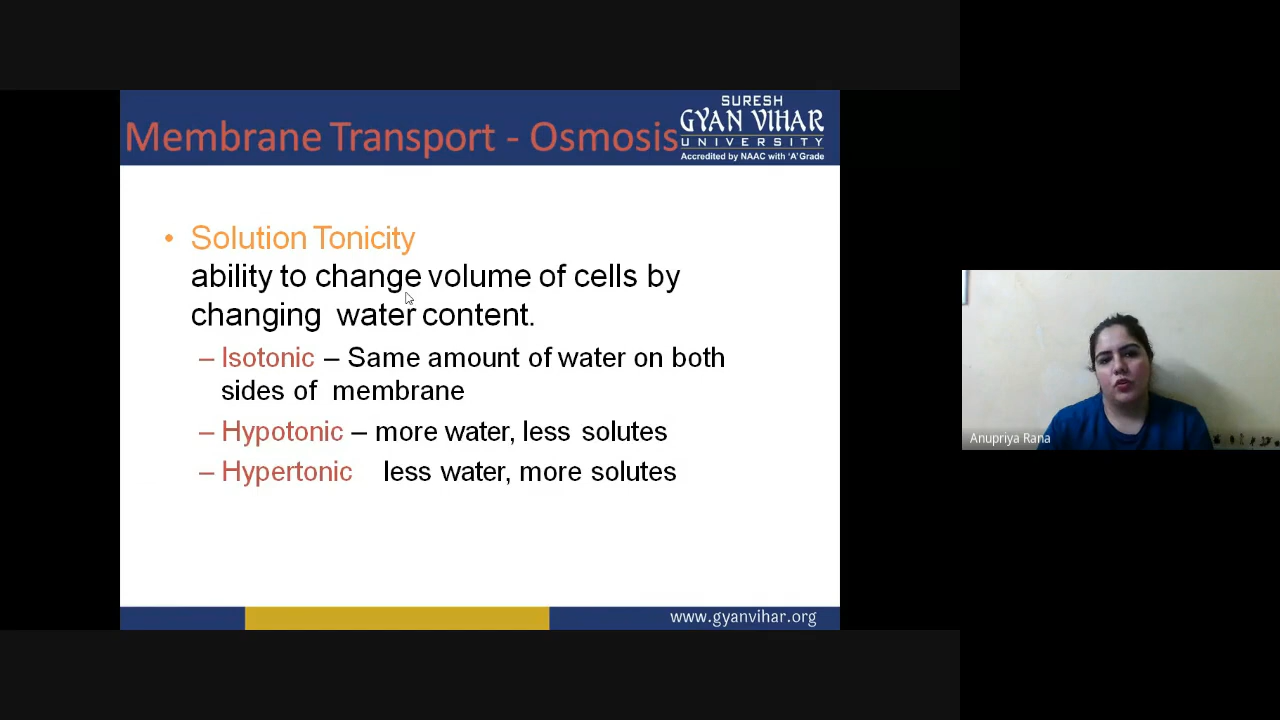 Membrane Transport - Osmosis
SURESH
GYAN VIHAR
UNIVERSITY
Accredited by NAAC with 'A' Grade
• Solution Tonicity
ability to change volume of cells by
changing water content.
– Isotonic – Same amount of water on both
sides of membrane
– Hypotonic – more water, less solutes
– Hypertonic less water, more solutes
www.gyanvihar.org
Anupriya Rana